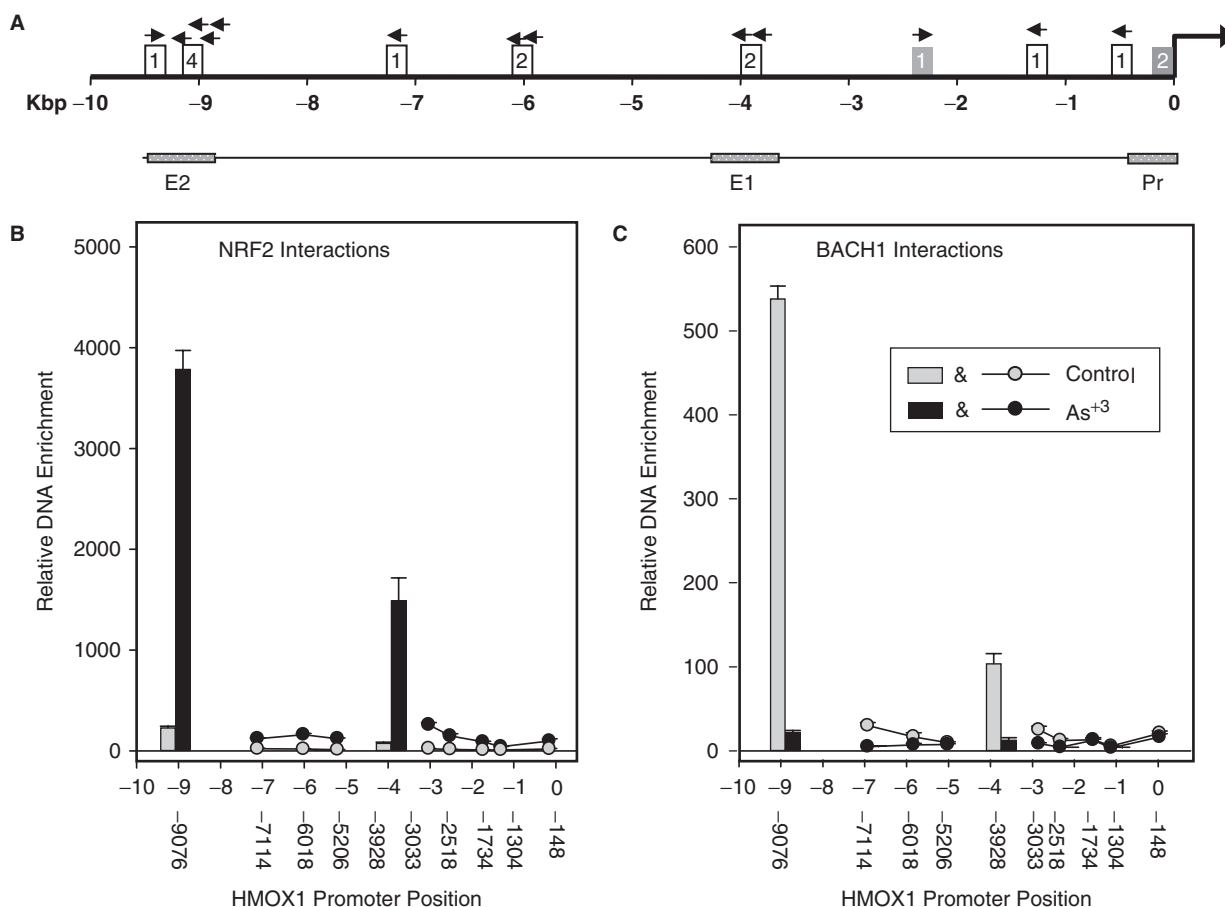 A
1 4 1 2 2 1 1 1 2
Kbp -10 -9 -8 -7 -6 -5 -4 -3 -2 -1 0
E2 E1 Pr
B
NRF2 Interactions
Relative DNA Enrichment
5000
4000
3000
2000
1000
0
-10 -9 -8 -7 -6 -5 -4 -3 -2 -1 0
-9076 -7114 -6018 -5206 -3928 -3033 -2518 -1734 -1304 -148
HMOX1 Promoter Position
C
BACH1 Interactions
& Control
& As+3
Relative DNA Enrichment
600
500
400
300
200
100
0
-10 -9 -8 -7 -6 -5 -4 -3 -2 -1 0
-9076 -7114 -6018 -5206 -3928 -3033 -2518 -1734 -1304 -148
HMOX1 Promoter Position